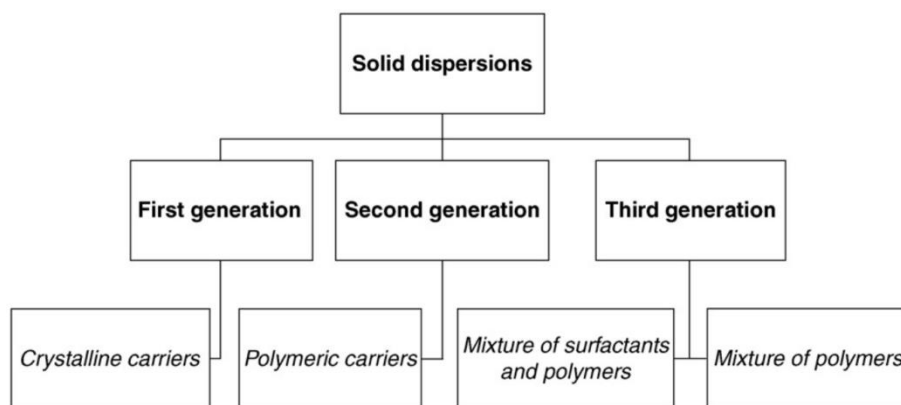 Solid dispersions
First generation
Second generation
Third generation
Crystalline carriers
Polymeric carriers
Mixture of surfactants
and polymers
Mixture of polymers